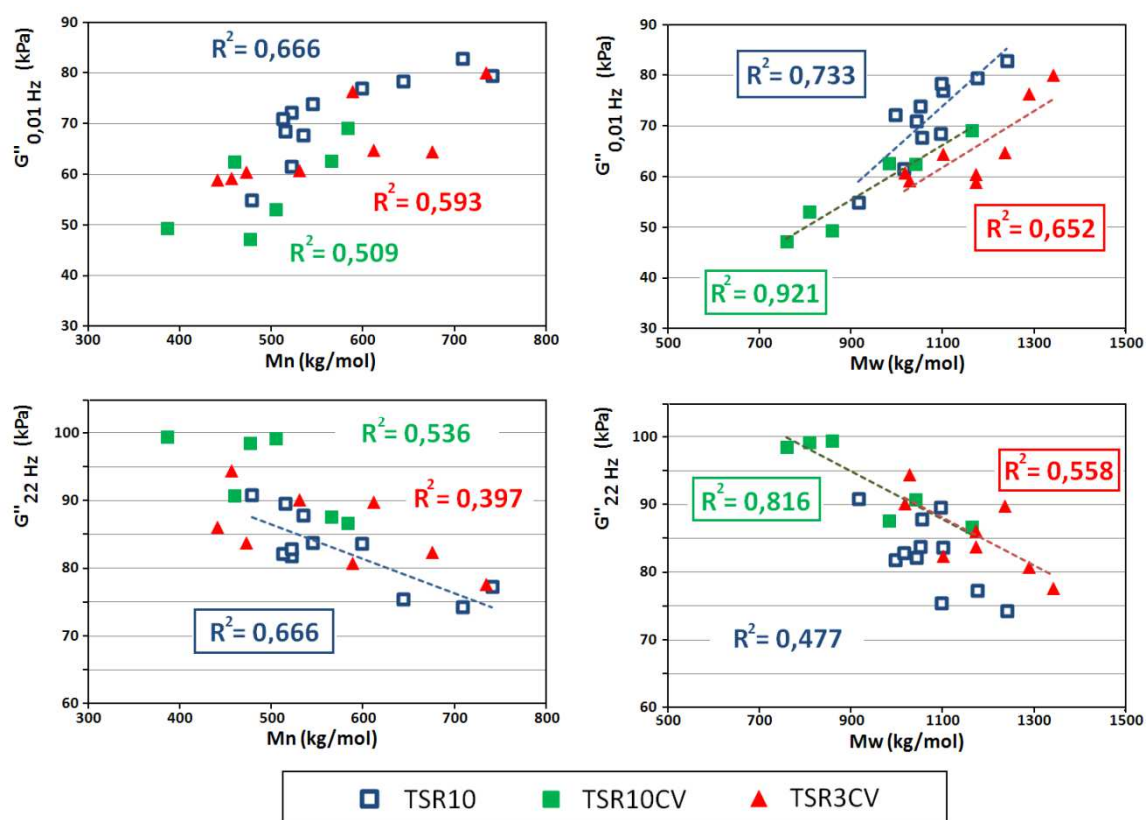 90
80
70
60
50
40
30
G''0,01 Hz (kPa)
R²= 0,666
R²= 0,593
R²= 0,509
300 400 500 600 700 800
Mn (kg/mol)
90
80
70
60
50
40
30
G''0,01 Hz (kPa)
R²= 0,733
R²= 0,652
R²= 0,921
500 700 900 1100 1300 1500
Mw (kg/mol)
100
90
80
70
60
G''22 Hz (kPa)
R²= 0,536
R²= 0,397
R²= 0,666
300 400 500 600 700 800
Mn (kg/mol)
100
90
80
70
60
G''22 Hz (kPa)
R²= 0,558
R²= 0,816
R²= 0,477
500 700 900 1100 1300 1500
Mw (kg/mol)
TSR10 TSR10CV TSR3CV